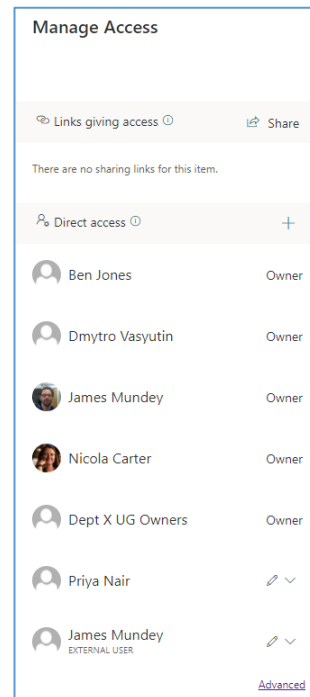 Manage Access
Links giving access Share
There are no sharing links for this item.
Direct access
Ben Jones Owner
Dmytro Vasyutin Owner
James Mundey Owner
Nicola Carter Owner
Dept X UG Owners Owner
Priya Nair
James Mundey
EXTERNAL USER
Advanced